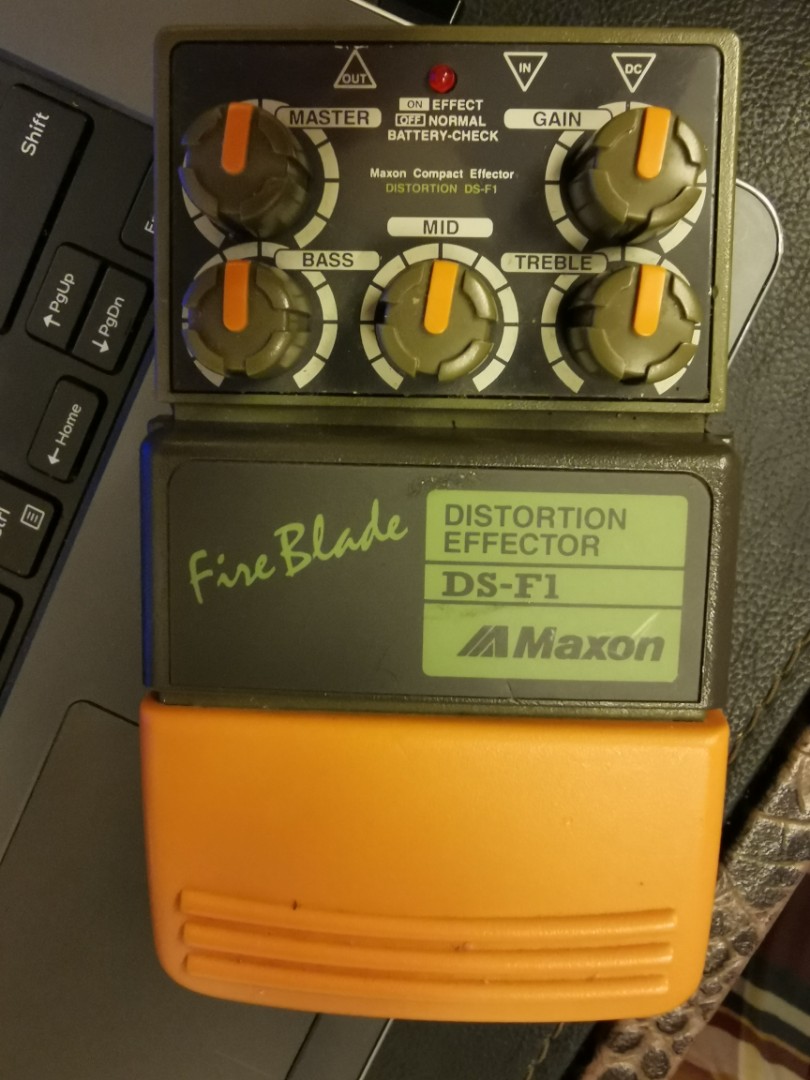 OUT
IN
DC
ON EFFECT
OFF NORMAL
BATTERY-CHECK
MASTER
GAIN
Maxon Compact Effector
DISTORTION DS-F1
MID
BASS
TREBLE
Fire Blade
DISTORTION
EFFECTOR
DS-F1
Maxon
Shift
PgUp
PgDn
Home